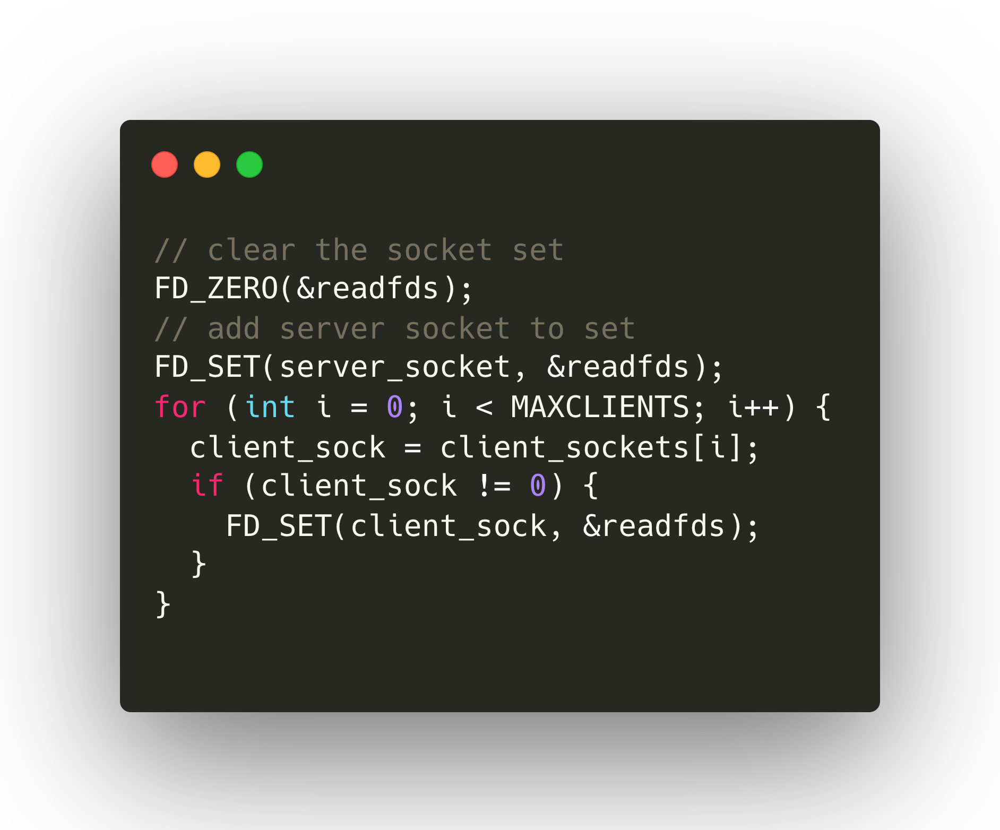 // clear the socket set
FD_ZERO(&readfds);
// add server socket to set
FD_SET(server_socket, &readfds);
for (int i = 0; i < MAXCLIENTS; i++) {
  client_sock = client_sockets[i];
  if (client_sock != 0) {
    FD_SET(client_sock, &readfds);
  }
}